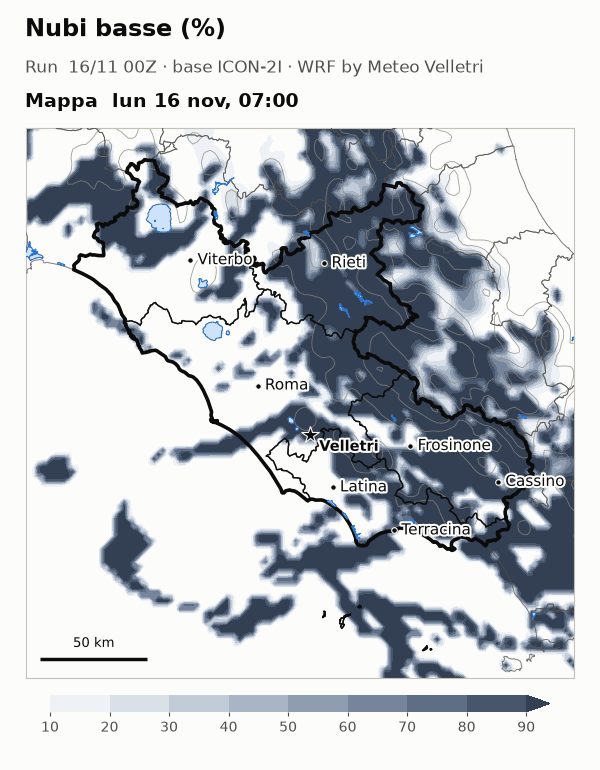 Nubi basse (%)
Run  16/11 00Z · base ICON-2I · WRF by Meteo Velletri
Mappa  lun 16 nov, 07:00
Viterbo
Rieti
Roma
Velletri
Frosinone
Latina
Cassino
Terracina
50 km
10 20 30 40 50 60 70 80 90